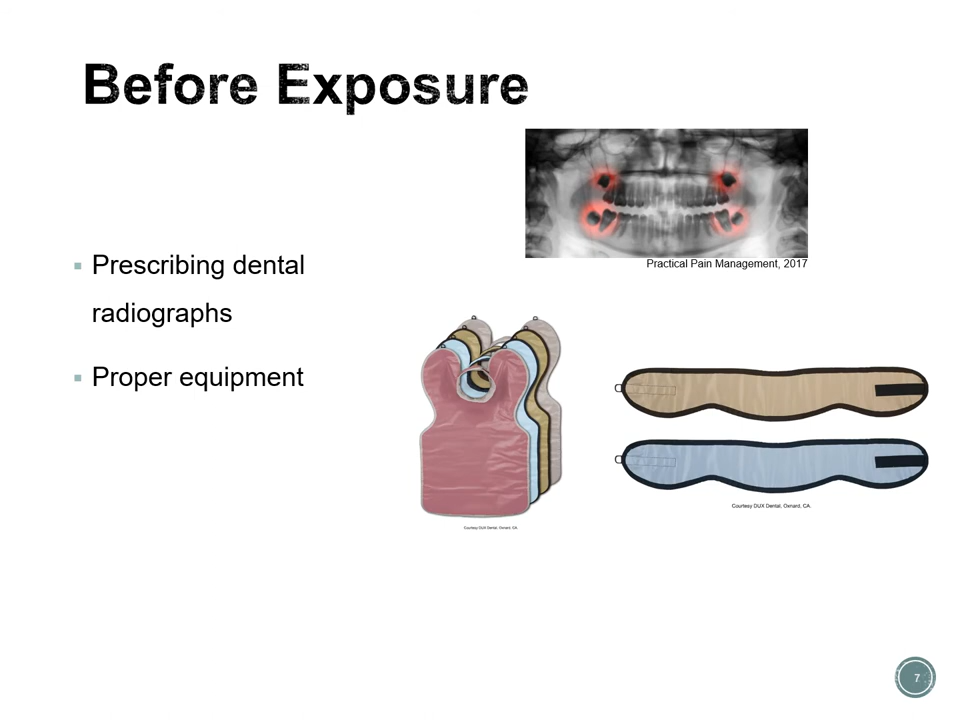 Before Exposure
Practical Pain Management, 2017
Prescribing dental
radiographs
Proper equipment
Courtesy DUX Dental, Oxnard, CA.
Courtesy DUX Dental, Oxnard, CA.
7